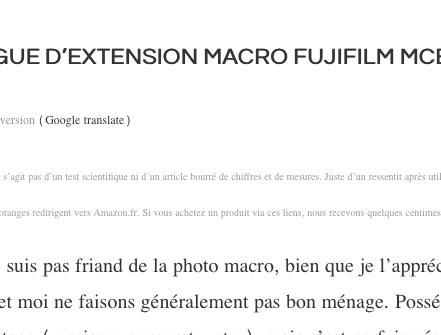 GUE D’EXTENSION MACRO FUJIFILM MCE
version (Google translate)
s’agit pas d’un test scientifique ni d’un article bourré de chiffres et de mesures. Juste d’un ressentit après util
oranges redirigent vers Amazon.fr. Si vous achetez un produit via ces liens, nous recevons quelques centimes
suis pas friand de la photo macro, bien que je l’appréc
et moi ne faisons généralement pas bon ménage. Possé